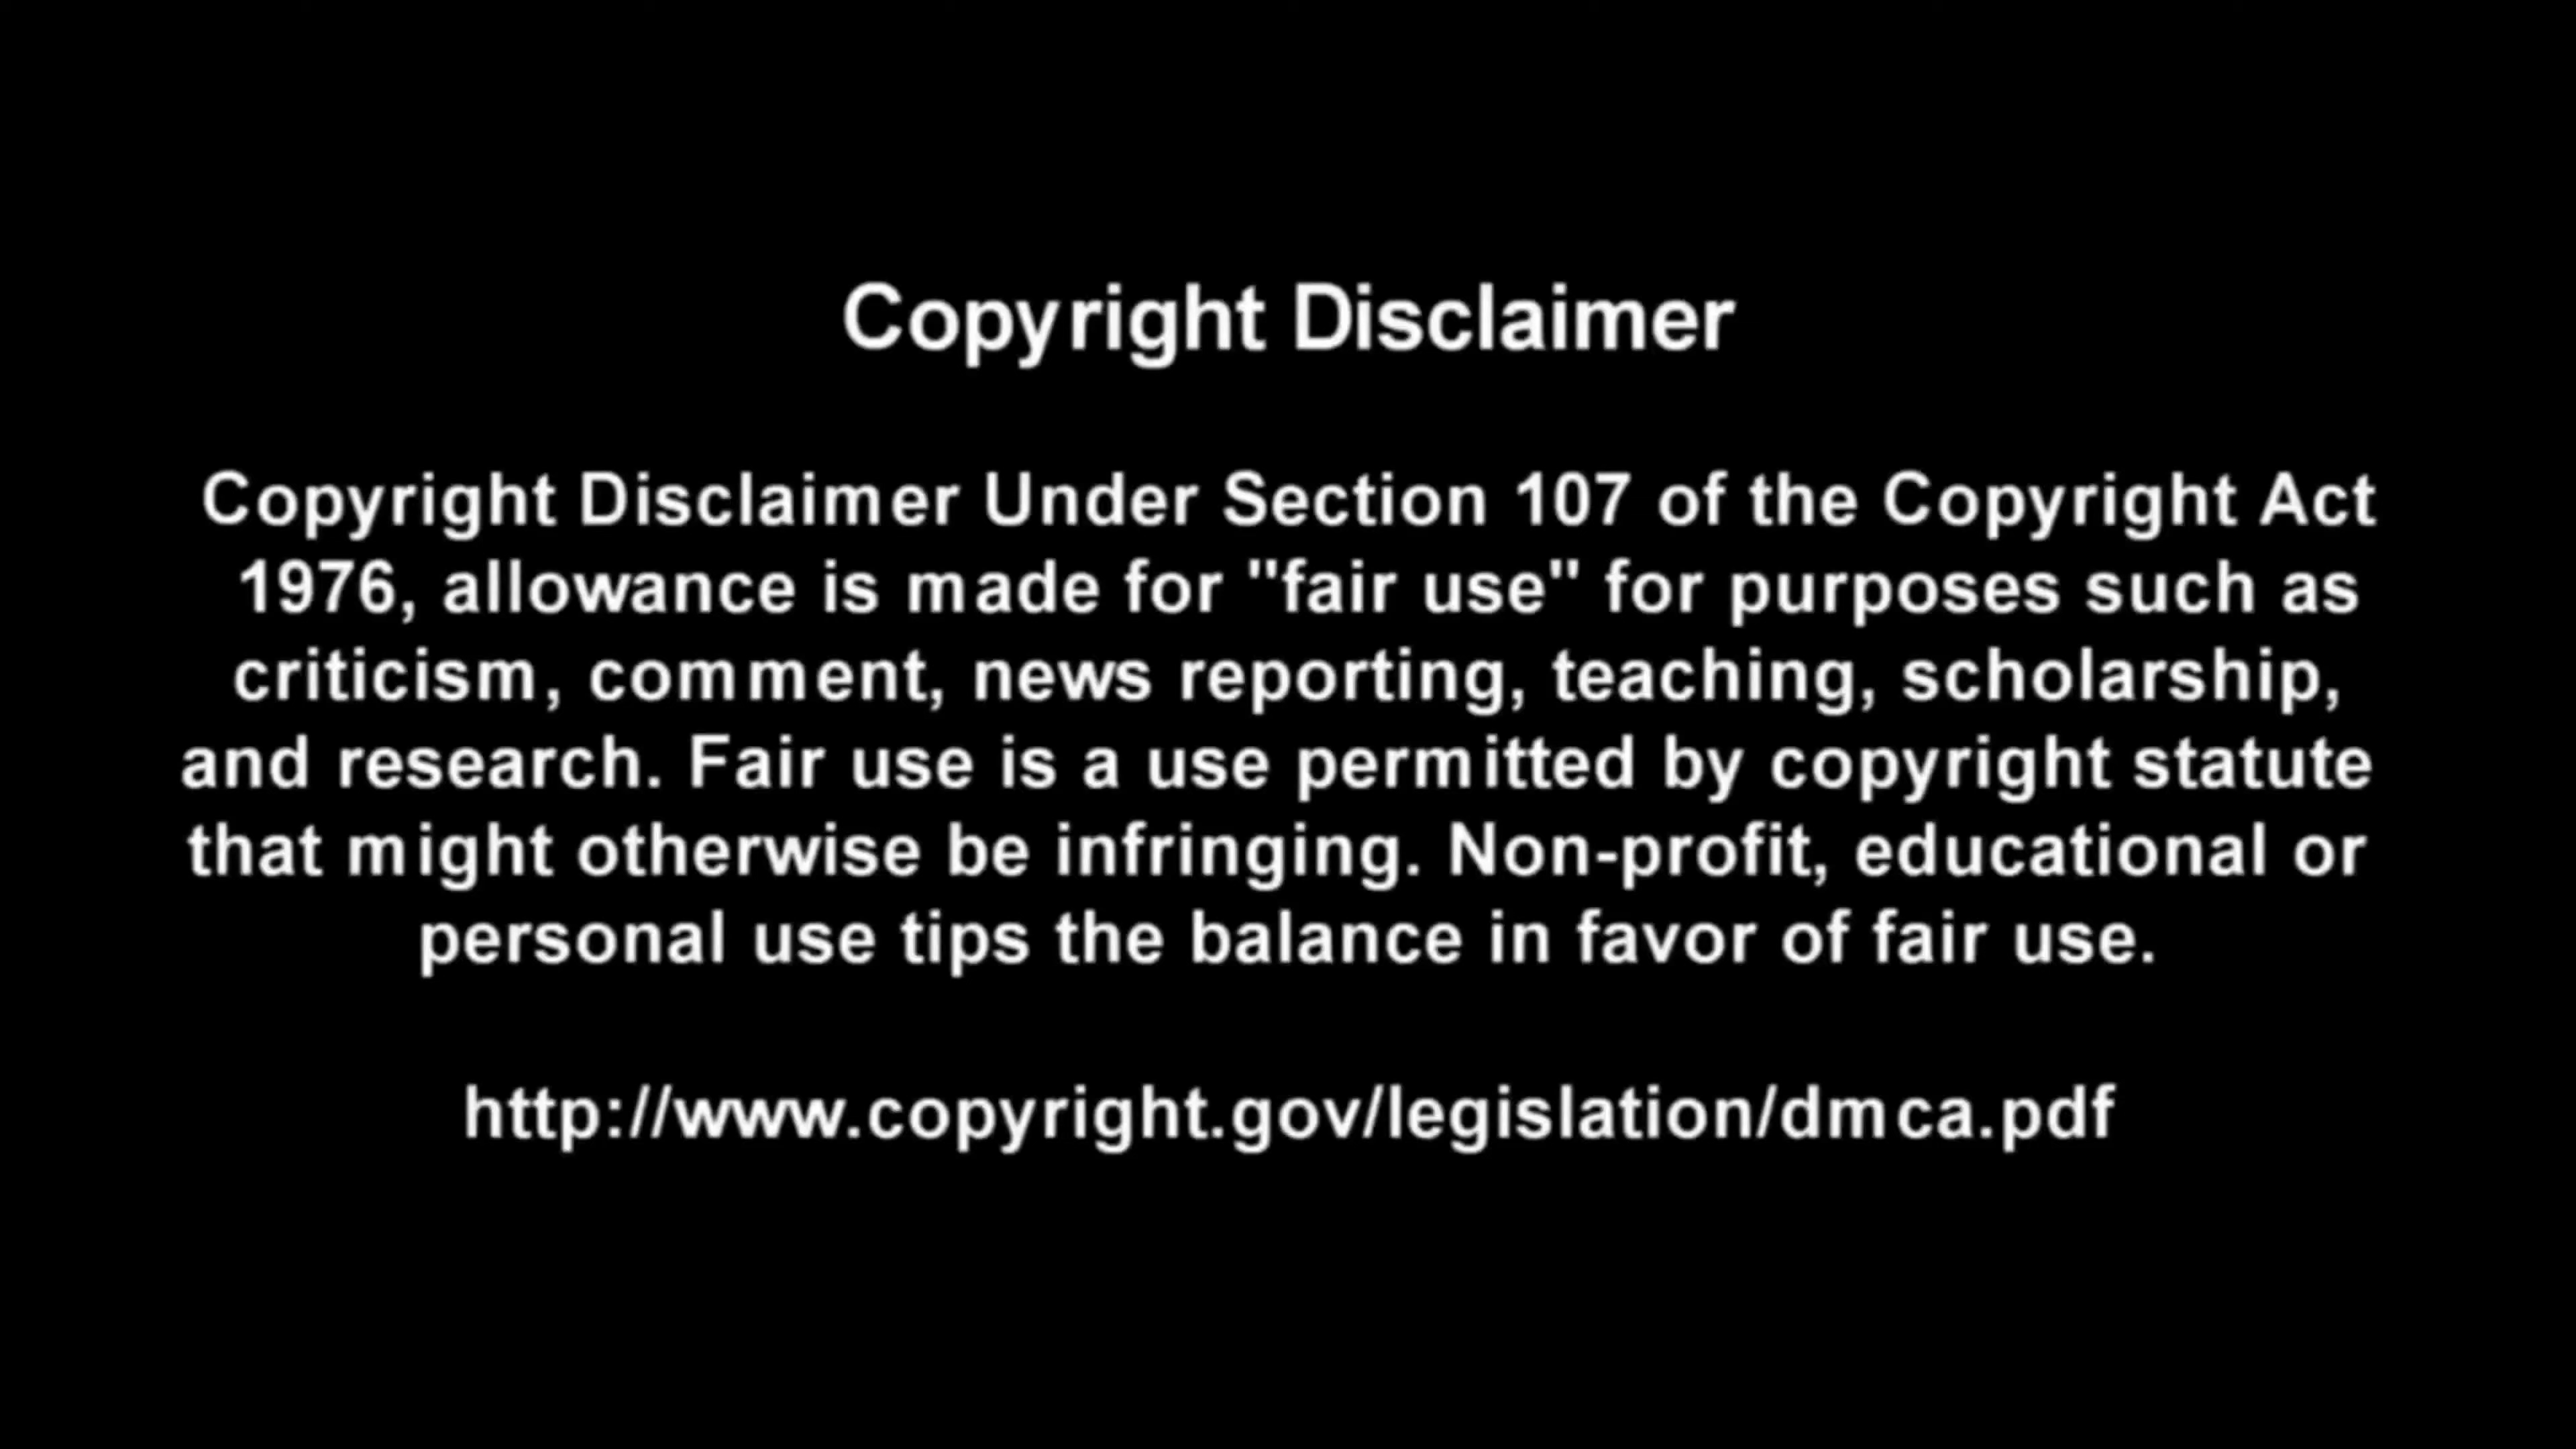 Copyright Disclaimer
Copyright Disclaimer Under Section 107 of the Copyright Act
1976, allowance is made for "fair use" for purposes such as
criticism, comment, news reporting, teaching, scholarship,
and research. Fair use is a use permitted by copyright statute
that might otherwise be infringing. Non-profit, educational or
personal use tips the balance in favor of fair use.
http://www.copyright.gov/legislation/dmca.pdf